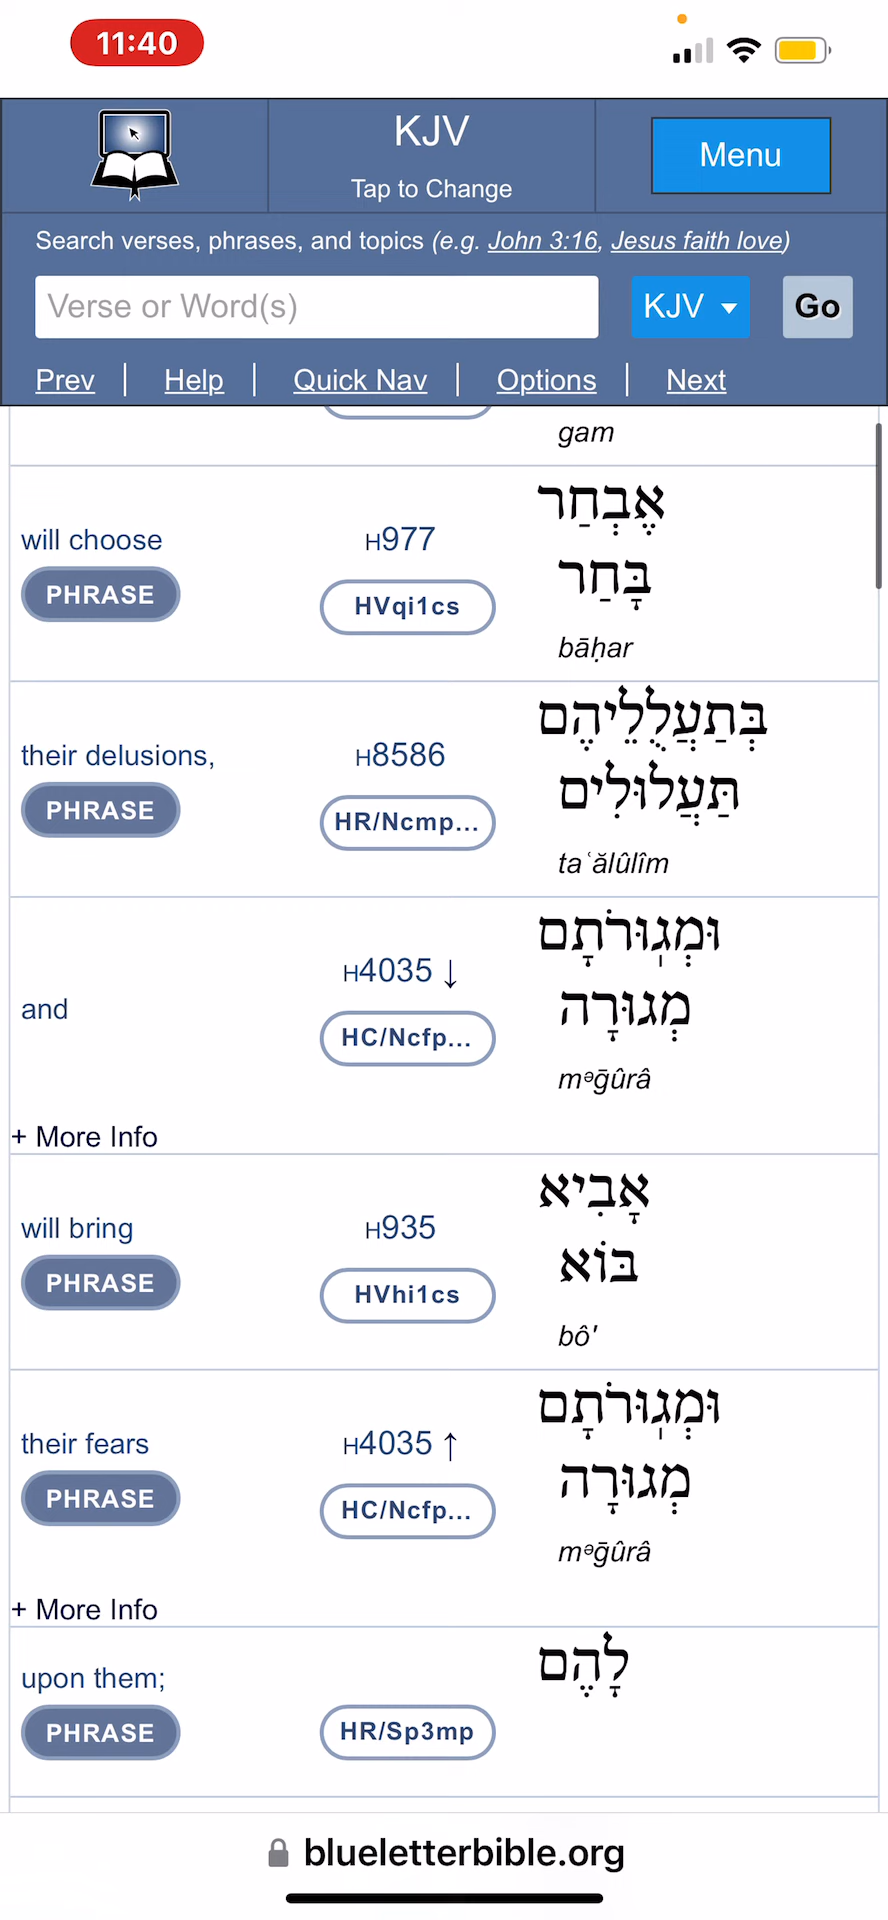 11:40
KJV
Tap to Change
Menu
Search verses, phrases, and topics (e.g. John 3:16, Jesus faith love)
Verse or Word(s)
KJV
Go
Prev | Help | Quick Nav | Options | Next
gam
will choose
PHRASE
H977
HVqi1cs
אֶבְחַר
בָּחַר
bāḥar
their delusions,
PHRASE
H8586
HR/Ncmp...
בְּתַעֲלֻלֵיהֶם
תַּעֲלוּלִים
taʿălûlîm
and
H4035 ↓
HC/Ncfp...
וּמְגֽוּרֹתָם
מְגוּרָה
mᵊḡûrâ
+ More Info
will bring
PHRASE
H935
HVhi1cs
אָבִיא
בּוֹא
bô'
their fears
PHRASE
H4035 ↑
HC/Ncfp...
וּמְגֽוּרֹתָם
מְגוּרָה
mᵊḡûrâ
+ More Info
upon them;
PHRASE
HR/Sp3mp
לָהֶם
blueletterbible.org